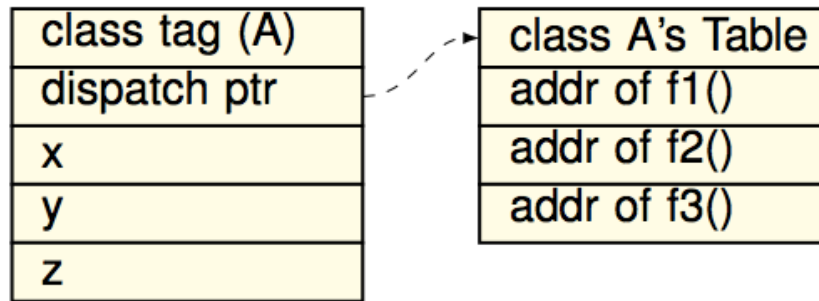 class tag (A)
dispatch ptr
x
y
z
class A's Table
addr of f1()
addr of f2()
addr of f3()